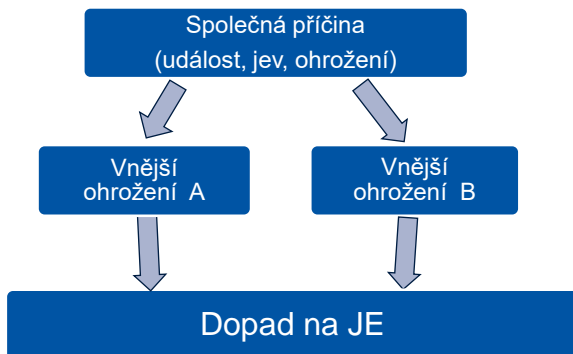 Společná příčina
(událost, jev, ohrožení)
Vnější
ohrožení A
Vnější
ohrožení B
Dopad na JE